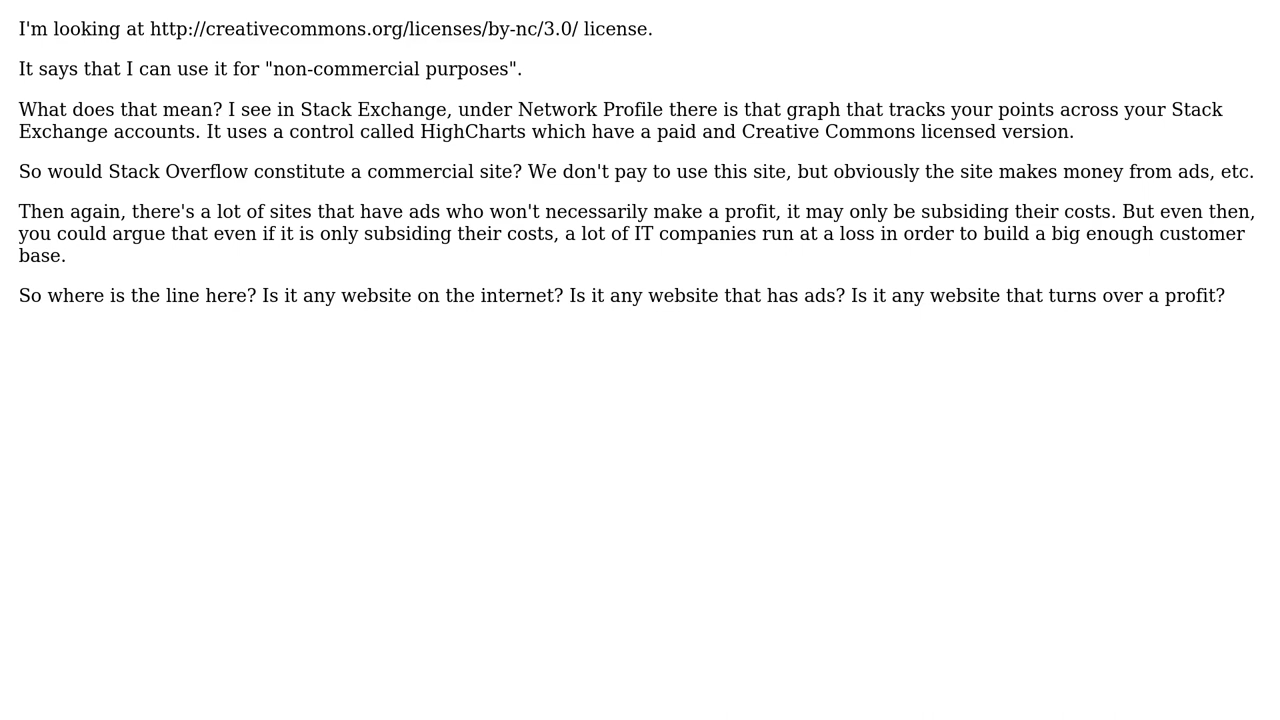 I'm looking at http://creativecommons.org/licenses/by-nc/3.0/ license.
It says that I can use it for "non-commercial purposes".
What does that mean? I see in Stack Exchange, under Network Profile there is that graph that tracks your points across your Stack
Exchange accounts. It uses a control called HighCharts which have a paid and Creative Commons licensed version.
So would Stack Overflow constitute a commercial site? We don't pay to use this site, but obviously the site makes money from ads, etc.
Then again, there's a lot of sites that have ads who won't necessarily make a profit, it may only be subsiding their costs. But even then,
you could argue that even if it is only subsiding their costs, a lot of IT companies run at a loss in order to build a big enough customer
base.
So where is the line here? Is it any website on the internet? Is it any website that has ads? Is it any website that turns over a profit?